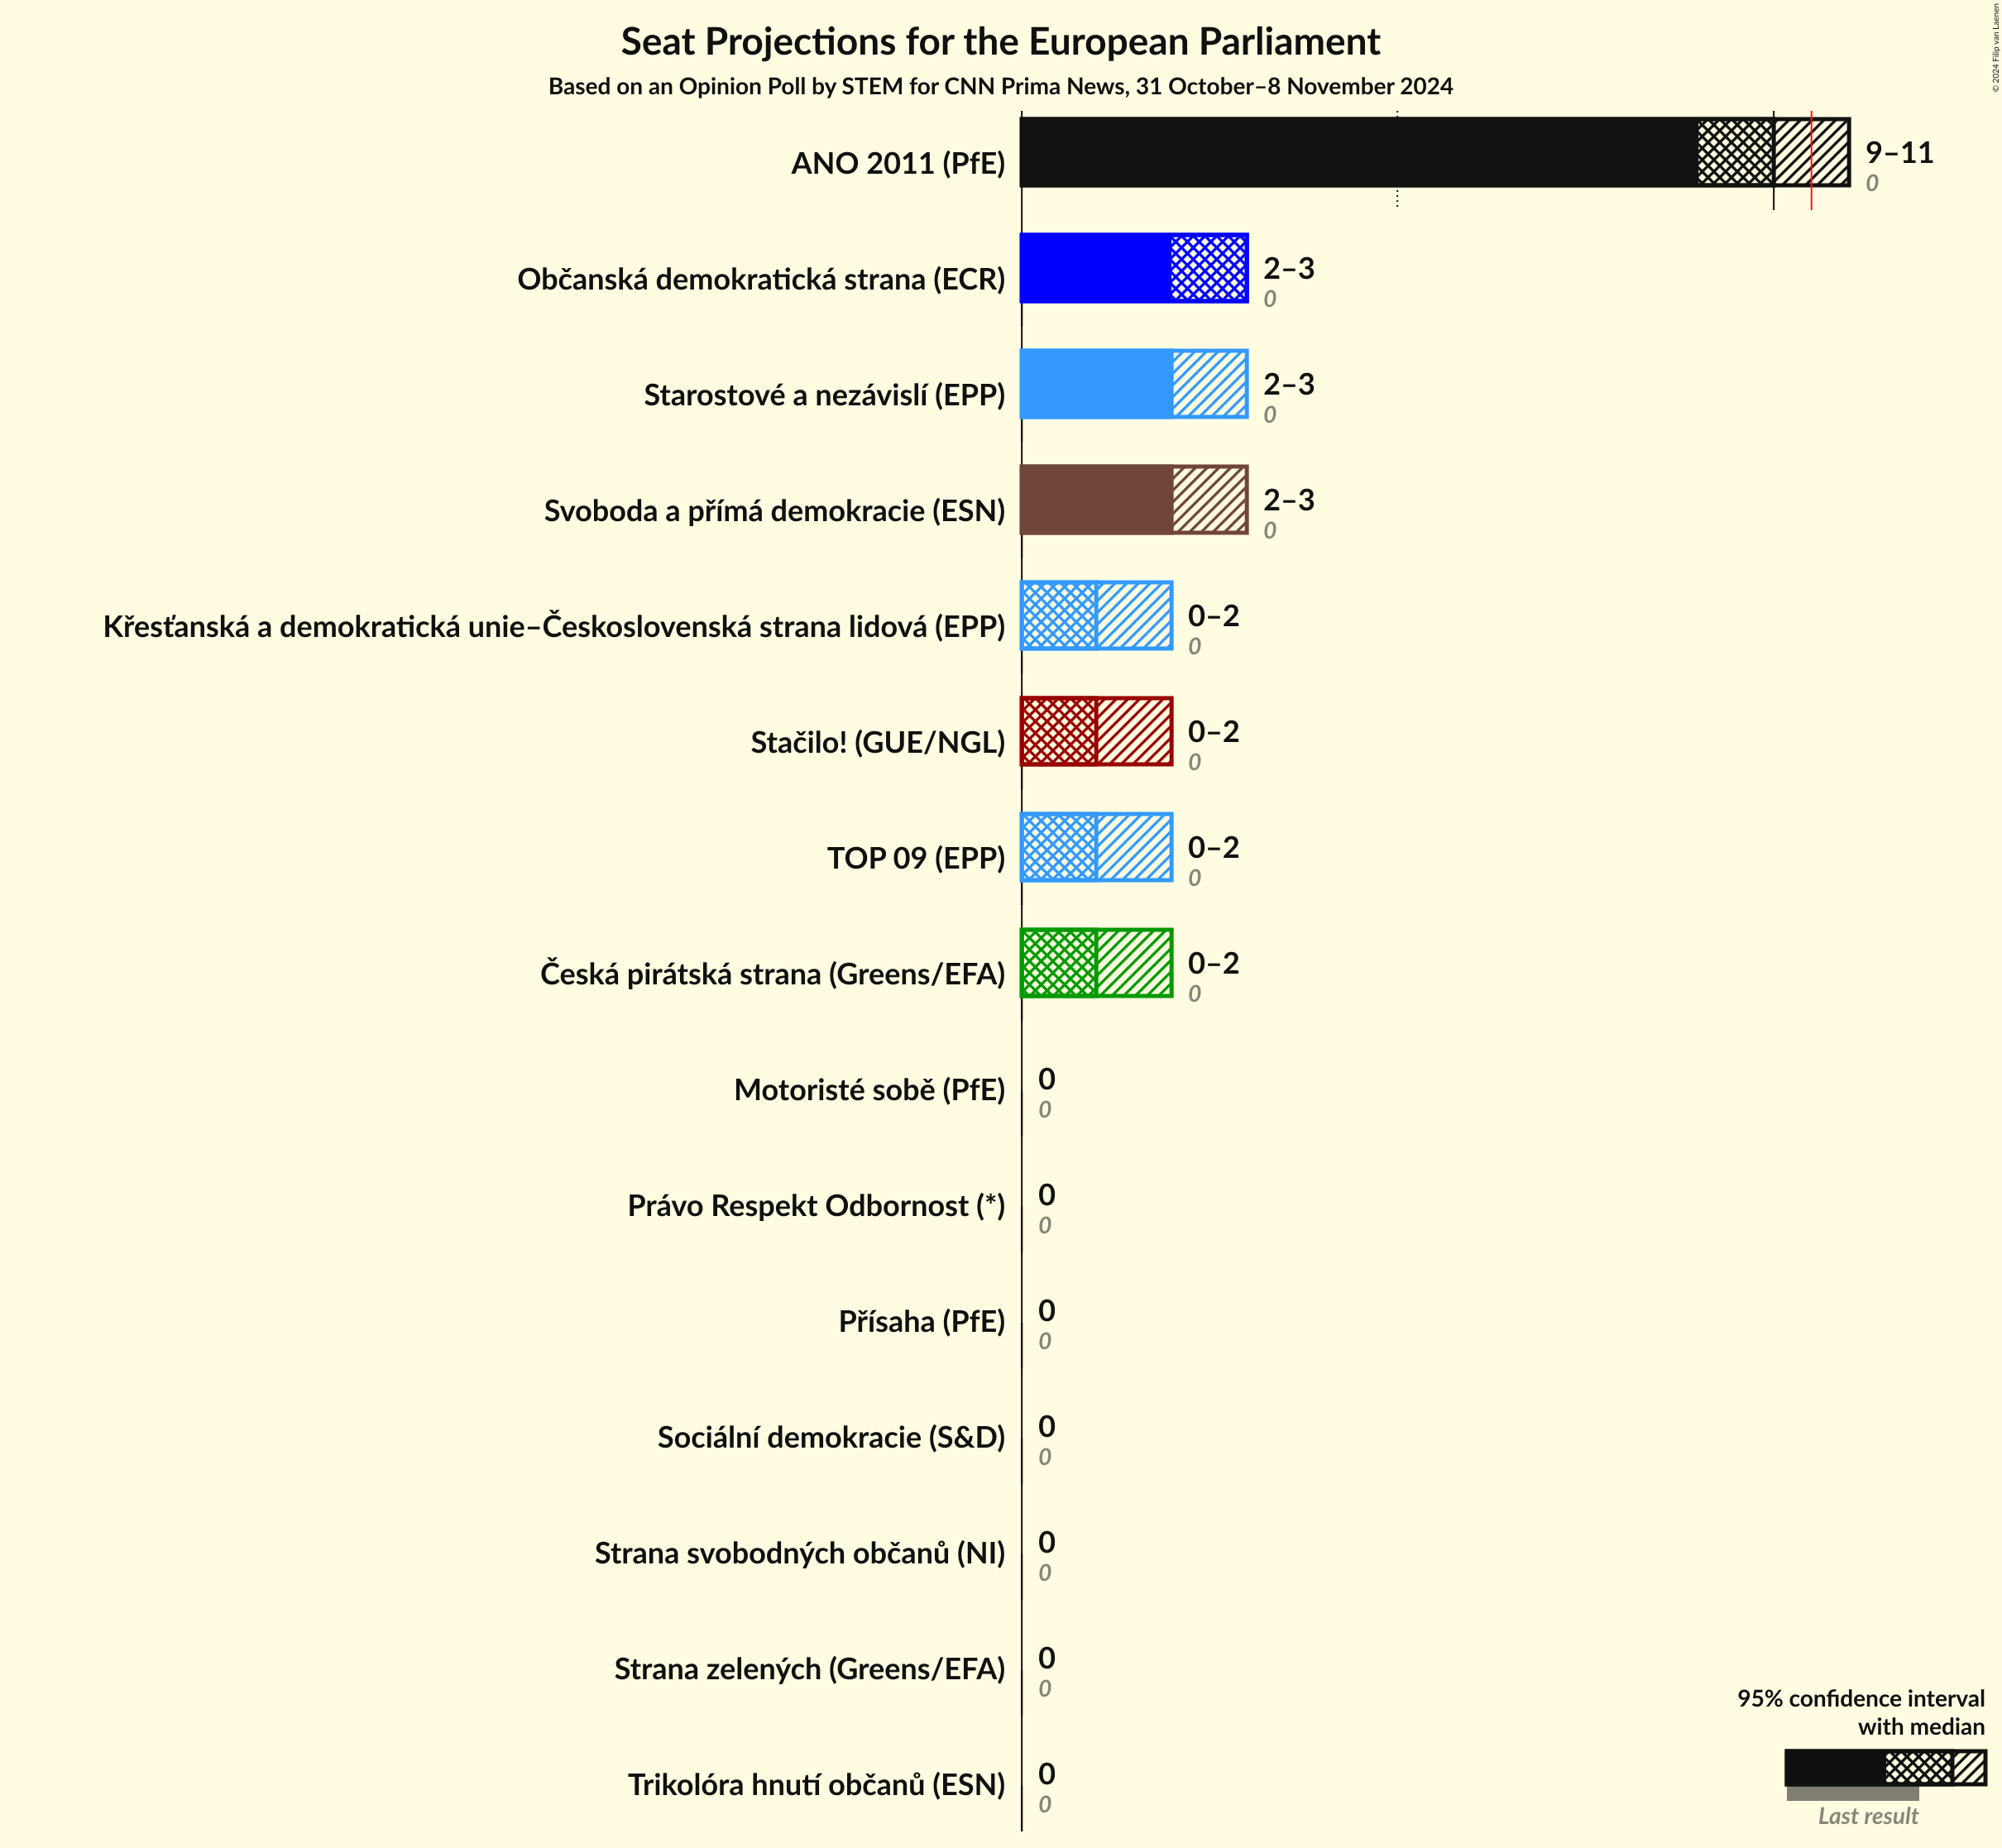 Seat Projections for the European Parliament
Based on an Opinion Poll by STEM for CNN Prima News, 31 October–8 November 2024
© 2024 Filip van Laenen
ANO 2011 (PfE)
9–11
0
Občanská demokratická strana (ECR)
2–3
0
Starostové a nezávislí (EPP)
2–3
0
Svoboda a přímá demokracie (ESN)
2–3
0
Křesťanská a demokratická unie–Československá strana lidová (EPP)
0–2
0
Stačilo! (GUE/NGL)
0–2
0
TOP 09 (EPP)
0–2
0
Česká pirátská strana (Greens/EFA)
0–2
0
Motoristé sobě (PfE)
0
0
Právo Respekt Odbornost (*)
0
0
Přísaha (PfE)
0
0
Sociální demokracie (S&D)
0
0
Strana svobodných občanů (NI)
0
0
Strana zelených (Greens/EFA)
0
0
Trikolóra hnutí občanů (ESN)
0
0
95% confidence interval
with median
Last result